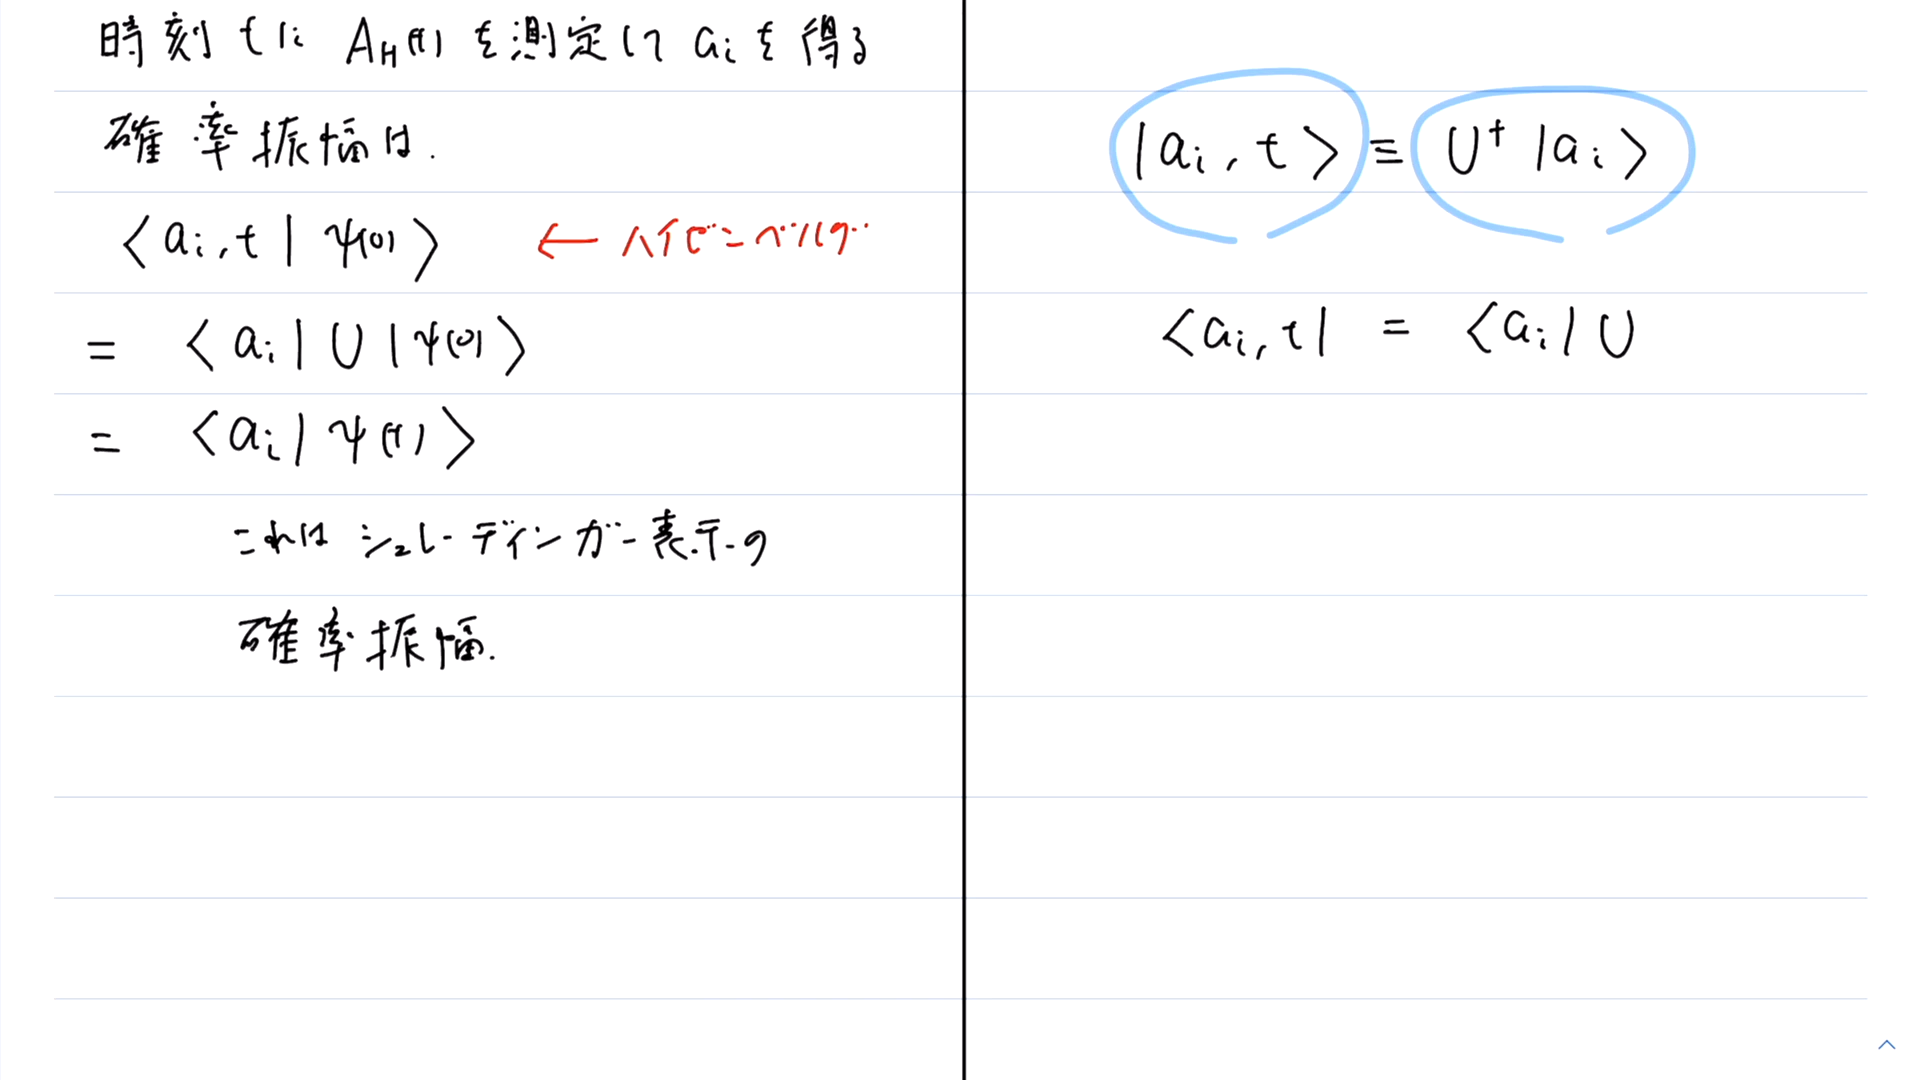 時刻 t に A_H(t) を測定して a_i を得る
確率振幅は.
⟨a_i, t | ψ(0)⟩ ← ハイゼンベルグ
= ⟨a_i | U | ψ(0)⟩
= ⟨a_i | ψ(t)⟩
これは シュレーディンガー表示の
確率振幅.
|a_i, t⟩ ≡ U† |a_i⟩
⟨a_i, t| = ⟨a_i| U